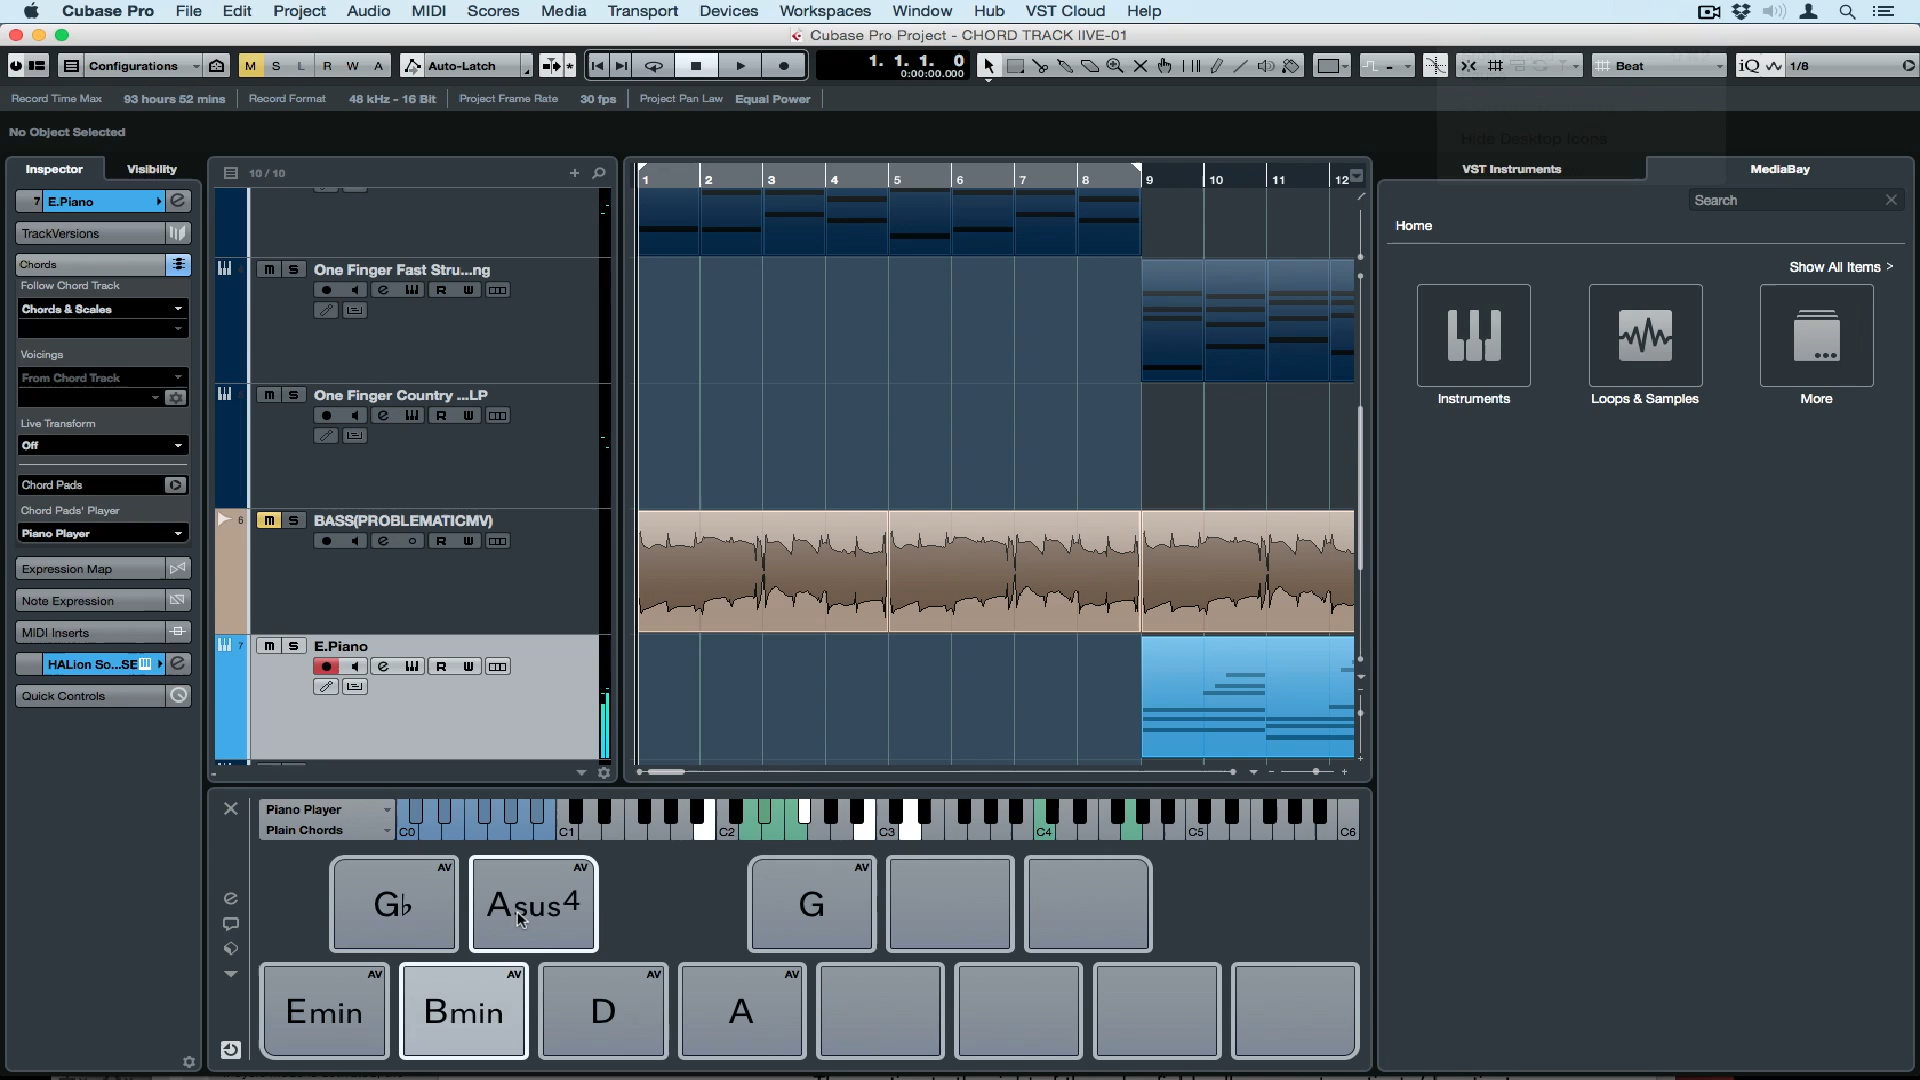 Cubase Pro File Edit Project Audio MIDI Scores Media Transport Devices Workspaces Window Hub VST Cloud Help
Cubase Pro Project - CHORD TRACK lIVE-01
Configurations M S L R W A Auto-Latch 1. 1. 1. 0 Beat iQ 1/8
0:00:00.000
Record Time Max 93 hours 52 mins Record Format 48 kHz - 16 Bit Project Frame Rate 30 fps Project Pan Law Equal Power
No Object Selected
Hide Desktop Icons
Inspector Visibility 10 / 10 VST Instruments MediaBay
1 2 3 4 5 6 7 8 9 10 11 12
7 E.Piano
Search
TrackVersions
Home
Chords
Show All Items >
One Finger Fast Stru...ng
m S
R W
Follow Chord Track
Chords & Scales
Voicings
From Chord Track
Instruments Loops & Samples More
One Finger Country ...LP
m S
R W
Live Transform
Off
Chord Pads
Chord Pads' Player
Piano Player
6 m S BASS(PROBLEMATICMV)
R W
Expression Map
Note Expression
MIDI Inserts
7 m S E.Piano
R W
HALion So...SE
Quick Controls
Piano Player
Plain Chords
C0 C1 C2 C3 C4 C5 C6
AV AV AV
G♭ Asus4 G
AV AV AV AV
Emin Bmin D A